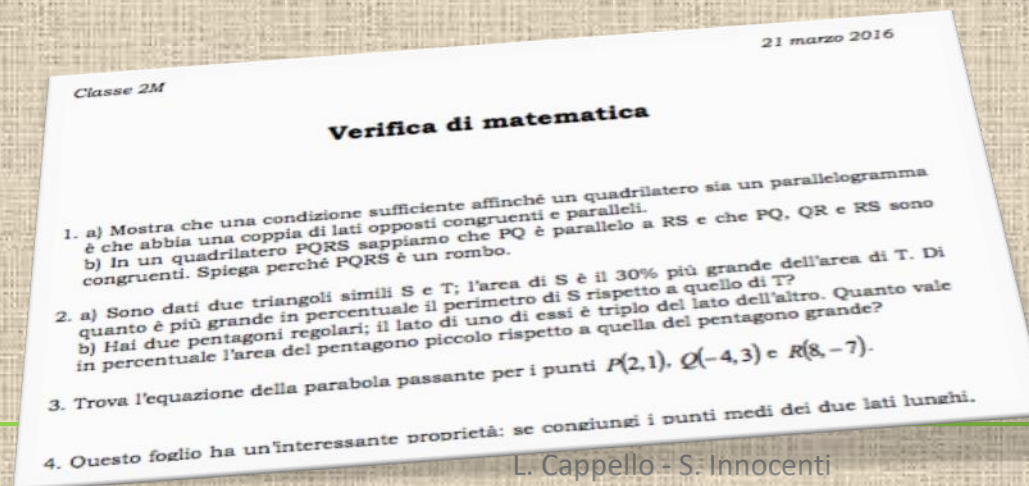 Classe 2M
21 marzo 2016
Verifica di matematica
1. a) Mostra che una condizione sufficiente affinché un quadrilatero sia un parallelogramma
è che abbia una coppia di lati opposti congruenti e paralleli.
b) In un quadrilatero PQRS sappiamo che PQ è parallelo a RS e che PQ, QR e RS sono
congruenti. Spiega perché PQRS è un rombo.
2. a) Sono dati due triangoli simili S e T; l'area di S è il 30% più grande dell'area di T. Di
quanto è più grande in percentuale il perimetro di S rispetto a quello di T?
b) Hai due pentagoni regolari; il lato di uno di essi è triplo del lato dell'altro. Quanto vale
in percentuale l'area del pentagono piccolo rispetto a quella del pentagono grande?
3. Trova l'equazione della parabola passante per i punti P(2,1), Q(-4,3) e R(8,-7).
4. Questo foglio ha un'interessante proprietà: se congiungi i punti medi dei due lati lunghi,
L. Cappello - S. Innocenti